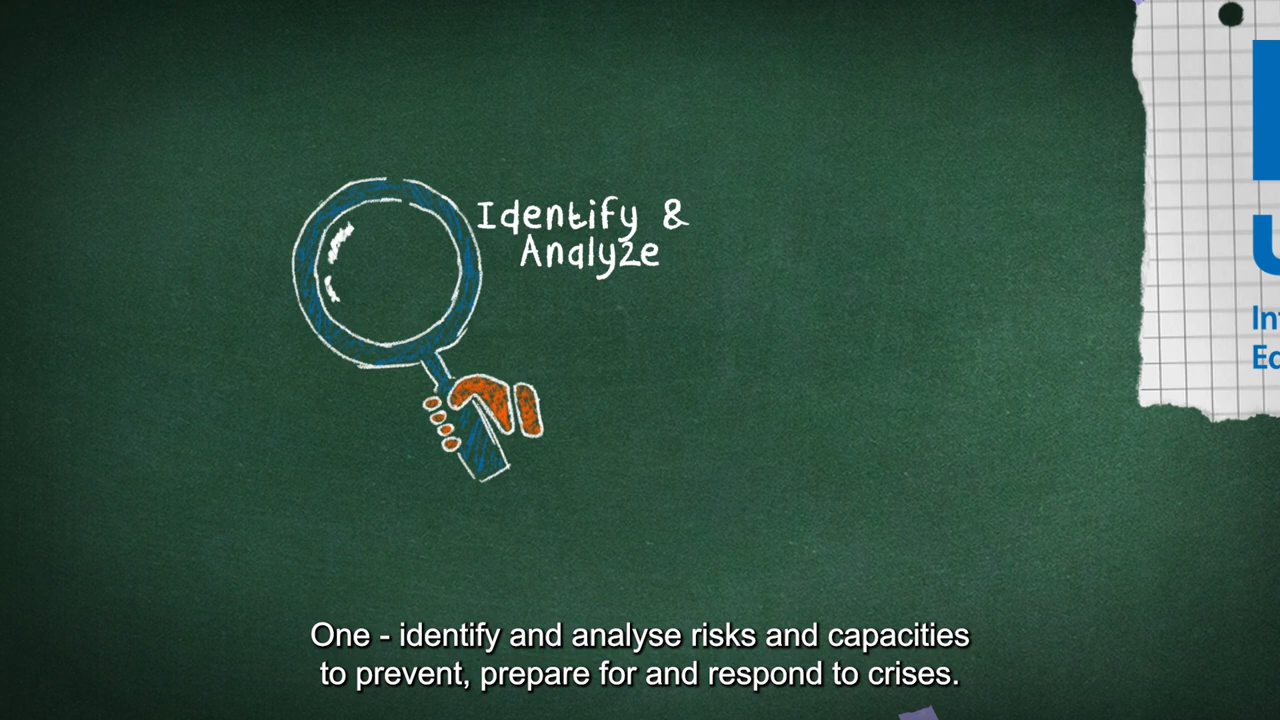 Identify &
Analyze
One - identify and analyse risks and capacities
to prevent, prepare for and respond to crises.